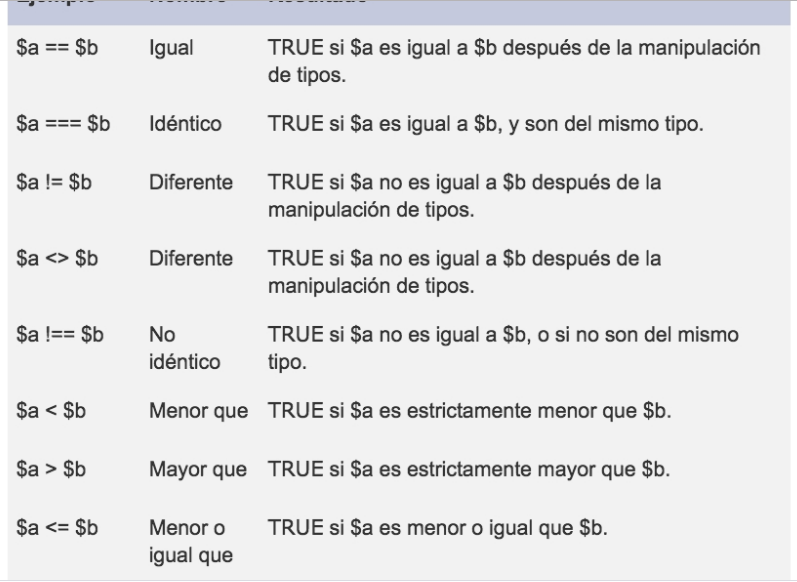 $a == $b Igual TRUE si $a es igual a $b después de la manipulación
de tipos.
$a === $b Idéntico TRUE si $a es igual a $b, y son del mismo tipo.
$a != $b Diferente TRUE si $a no es igual a $b después de la
manipulación de tipos.
$a <> $b Diferente TRUE si $a no es igual a $b después de la
manipulación de tipos.
$a !== $b No TRUE si $a no es igual a $b, o si no son del mismo
idéntico tipo.
$a < $b Menor que TRUE si $a es estrictamente menor que $b.
$a > $b Mayor que TRUE si $a es estrictamente mayor que $b.
$a <= $b Menor o TRUE si $a es menor o igual que $b.
igual que